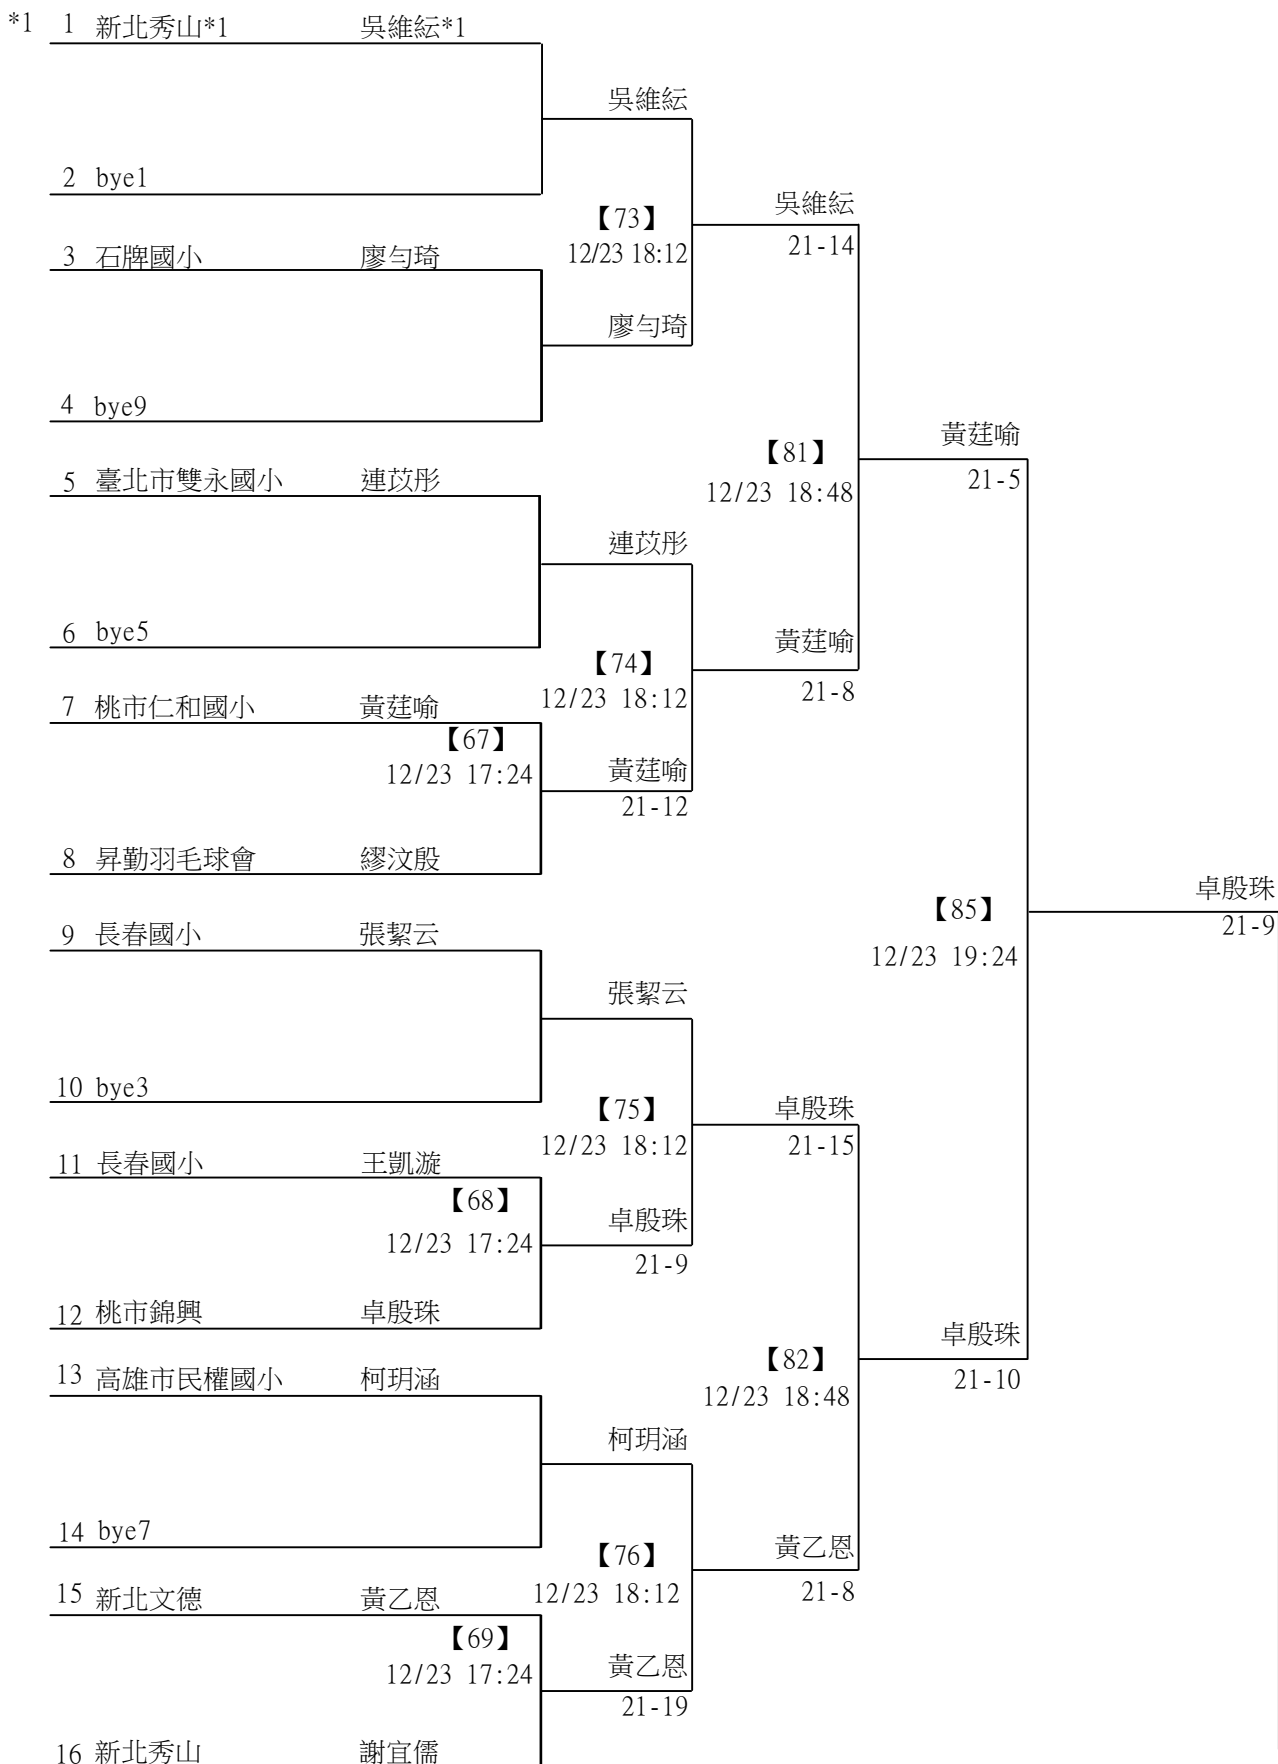 *1 1 新北秀山*1 吳維紜*1
吳維紜
2 bye1
【73】
12/23 18:12
吳維紜
21-14
3 石牌國小 廖勻琦
廖勻琦
4 bye9
【81】
12/23 18:48
黃莛喻
21-5
5 臺北市雙永國小 連苡彤
連苡彤
6 bye5
【74】
12/23 18:12
黃莛喻
21-8
7 桃市仁和國小 黃莛喻
【67】
12/23 17:24
黃莛喻
21-12
8 昇勤羽毛球會 繆汶殷
【85】
12/23 19:24
卓殷珠
21-9
9 長春國小 張絜云
張絜云
10 bye3
【75】
12/23 18:12
卓殷珠
21-15
11 長春國小 王凱漩
【68】
12/23 17:24
卓殷珠
21-9
12 桃市錦興 卓殷珠
【82】
12/23 18:48
卓殷珠
21-10
13 高雄市民權國小 柯玥涵
柯玥涵
14 bye7
【76】
12/23 18:12
黃乙恩
21-8
15 新北文德 黃乙恩
【69】
12/23 17:24
黃乙恩
21-19
16 新北秀山 謝宜儒